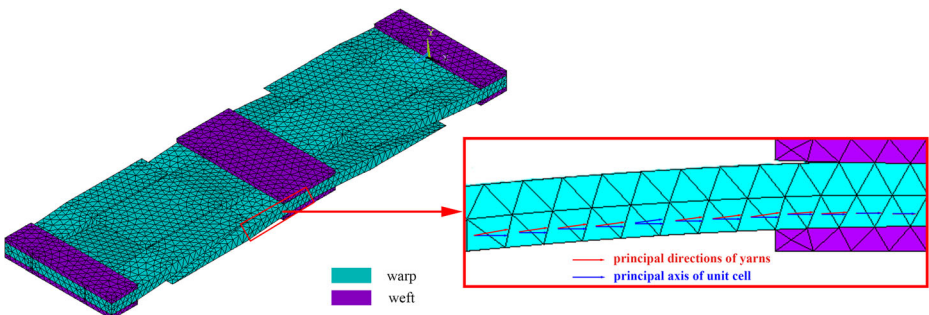 Y
principal directions of yarns
principal axis of unit cell
warp
weft